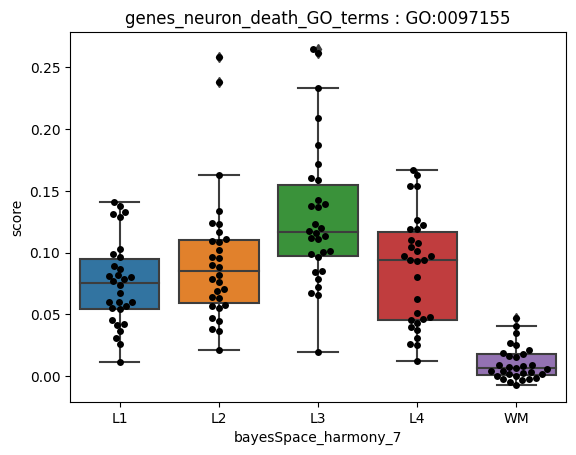 genes_neuron_death_GO_terms : GO:0097155
0.25
0.20
0.15
0.10
0.05
0.00
score
L1 L2 L3 L4 WM
bayesSpace_harmony_7